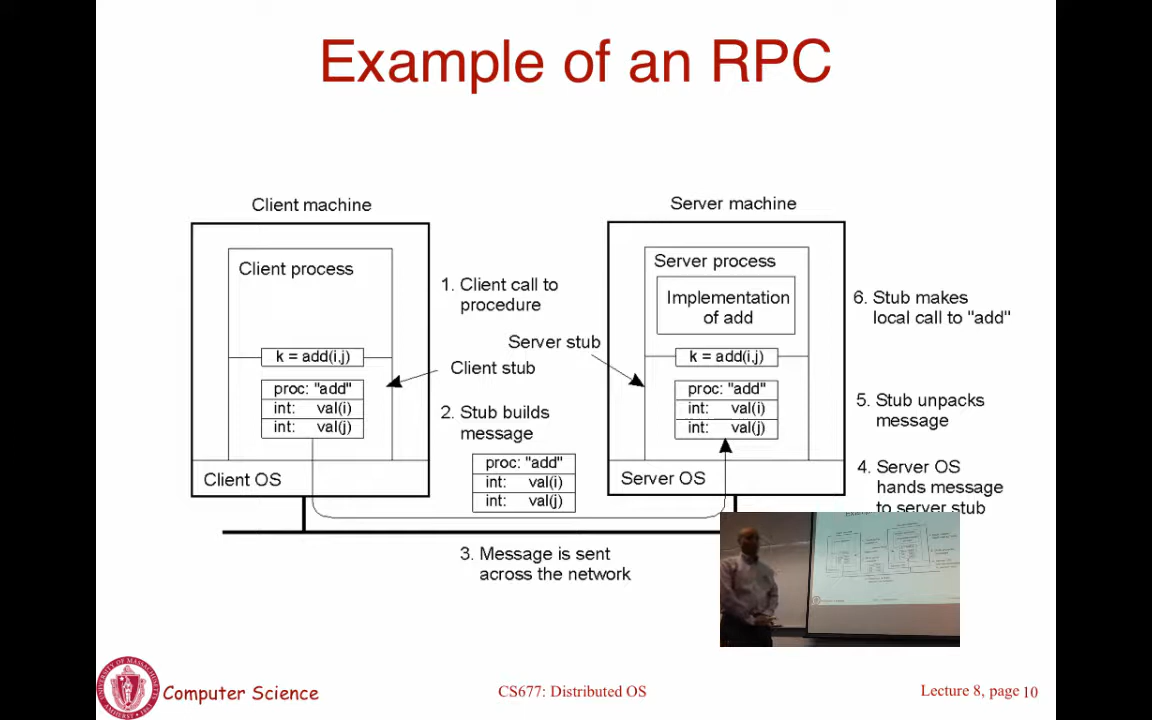 Example of an RPC
Client machine
Server machine
Client process
Server process
1. Client call to
procedure
Implementation
of add
6. Stub makes
local call to "add"
Server stub
k = add(i,j)
k = add(i,j)
Client stub
proc: "add"
int: val(i)
int: val(j)
proc: "add"
int: val(i)
int: val(j)
2. Stub builds
message
5. Stub unpacks
message
proc: "add"
int: val(i)
int: val(j)
Client OS
Server OS
4. Server OS
hands message
to server stub
3. Message is sent
across the network
Computer Science
CS677: Distributed OS
Lecture 8, page 10